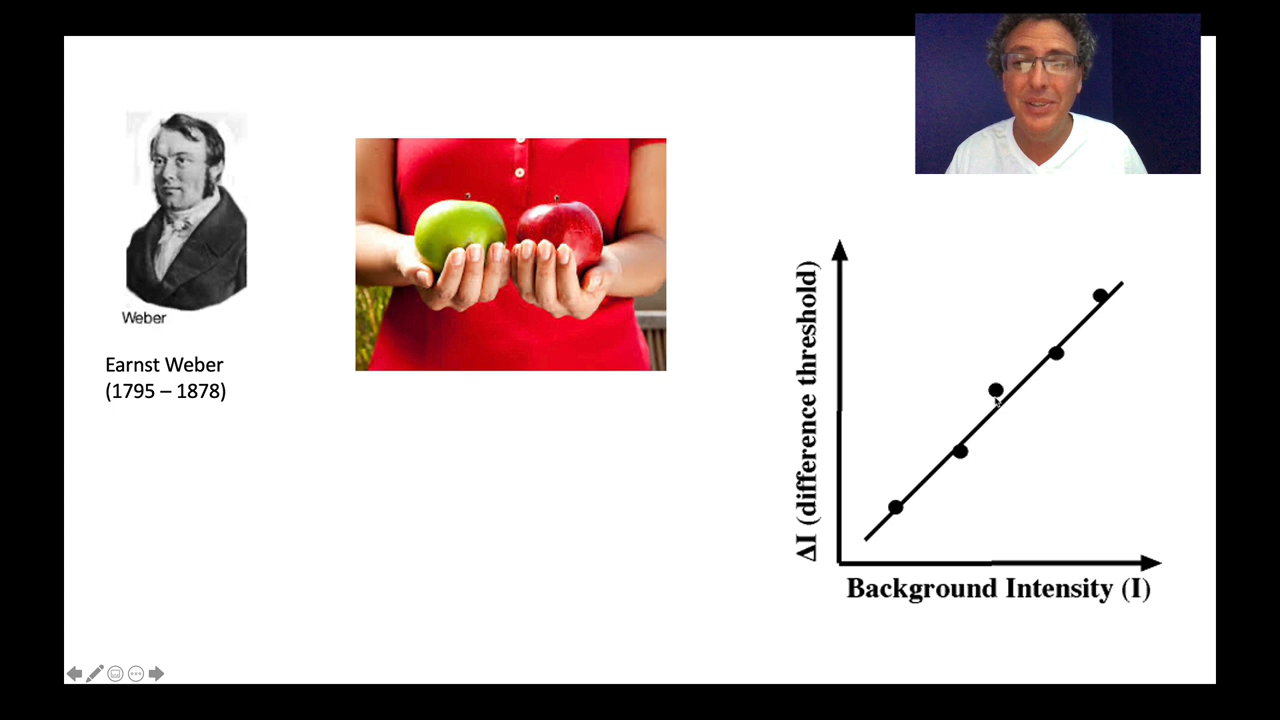 Weber
Earnst Weber
(1795 – 1878)
ΔI (difference threshold)
Background Intensity (I)